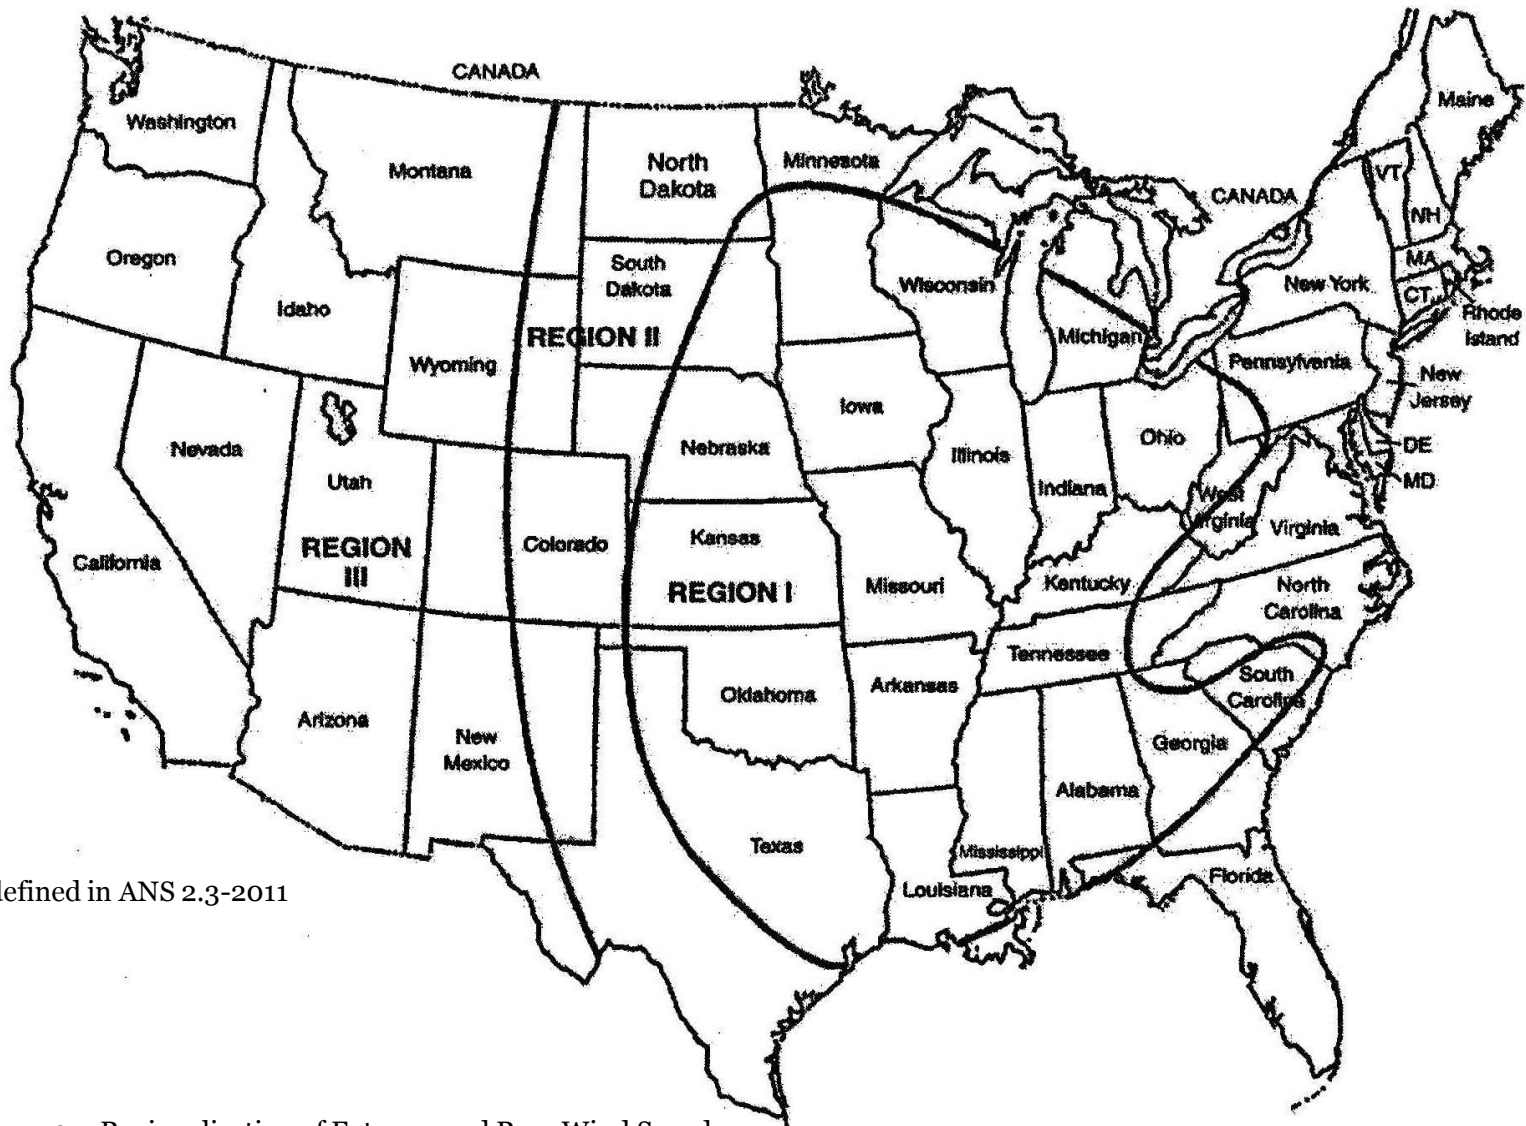 CANADA
Washington
Montana
North
Dakota
Minnesota
Maine
VT
NH
CANADA
Oregon
Idaho
South
Dakota
Wisconsin
Michigan
New York
MA
CT
Rhode
Island
Wyoming
REGION II
Pennsylvania
New
Jersey
Nevada
Utah
Nebraska
Iowa
Illinois
Indiana
Ohio
DE
MD
West
Virginia
Virginia
California
REGION
III
Colorado
Kansas
REGION I
Missouri
Kentucky
North
Carolina
Tennessee
South
Carolina
Arizona
New
Mexico
Oklahoma
Arkansas
Georgia
Alabama
Texas
Mississippi
Louisiana
Florida
defined in ANS 2.3-2011